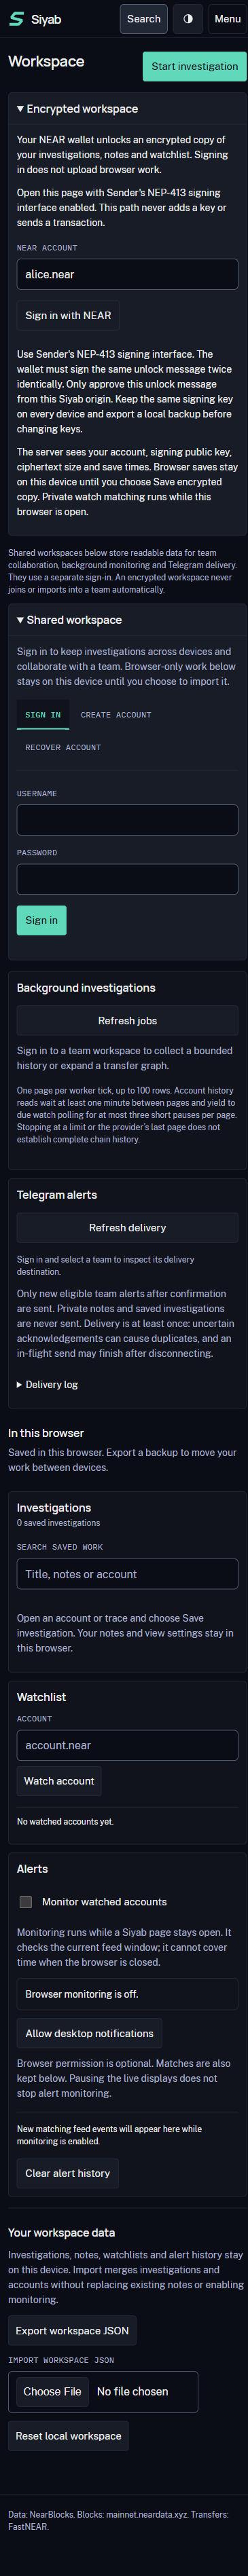 Siyab
Search
Menu
Workspace
Start investigation
Encrypted workspace
Your NEAR wallet unlocks an encrypted copy of
your investigations, notes and watchlist. Signing
in does not upload browser work.
Open this page with Sender's NEP-413 signing
interface enabled. This path never adds a key or
sends a transaction.
NEAR ACCOUNT
alice.near
Sign in with NEAR
Use Sender's NEP-413 signing interface. The
wallet must sign the same unlock message twice
identically. Only approve this unlock message
from this Siyab origin. Keep the same signing key
on every device and export a local backup before
changing keys.
The server sees your account, signing public key,
ciphertext size and save times. Browser saves stay
on this device until you choose Save encrypted
copy. Private watch matching runs while this
browser is open.
Shared workspaces below store readable data for team
collaboration, background monitoring and Telegram delivery.
They use a separate sign-in. An encrypted workspace never
joins or imports into a team automatically.
Shared workspace
Sign in to keep investigations across devices and
collaborate with a team. Browser-only work below
stays on this device until you choose to import it.
SIGN IN
CREATE ACCOUNT
RECOVER ACCOUNT
USERNAME
PASSWORD
Sign in
Background investigations
Refresh jobs
Sign in to a team workspace to collect a bounded
history or expand a transfer graph.
One page per worker tick, up to 100 rows. Account history
reads wait at least one minute between pages and yield to
due watch polling for at most three short pauses per page.
Stopping at a limit or the provider's last page does not
establish complete chain history.
Telegram alerts
Refresh delivery
Sign in and select a team to inspect its delivery
destination.
Only new eligible team alerts after confirmation
are sent. Private notes and saved investigations
are never sent. Delivery is at least once: uncertain
acknowledgements can cause duplicates, and an
in-flight send may finish after disconnecting.
Delivery log
In this browser
Saved in this browser. Export a backup to move your
work between devices.
Investigations
0 saved investigations
SEARCH SAVED WORK
Title, notes or account
Open an account or trace and choose Save
investigation. Your notes and view settings stay in
this browser.
Watchlist
ACCOUNT
account.near
Watch account
No watched accounts yet.
Alerts
Monitor watched accounts
Monitoring runs while a Siyab page stays open. It
checks the current feed window; it cannot cover
time when the browser is closed.
Browser monitoring is off.
Allow desktop notifications
Browser permission is optional. Matches are also
kept below. Pausing the live displays does not
stop alert monitoring.
New matching feed events will appear here while
monitoring is enabled.
Clear alert history
Your workspace data
Investigations, notes, watchlists and alert history stay
on this device. Import merges investigations and
accounts without replacing existing notes or enabling
monitoring.
Export workspace JSON
IMPORT WORKSPACE JSON
Choose File
No file chosen
Reset local workspace
Data: NearBlocks. Blocks: mainnet.neardata.xyz. Transfers:
FastNEAR.